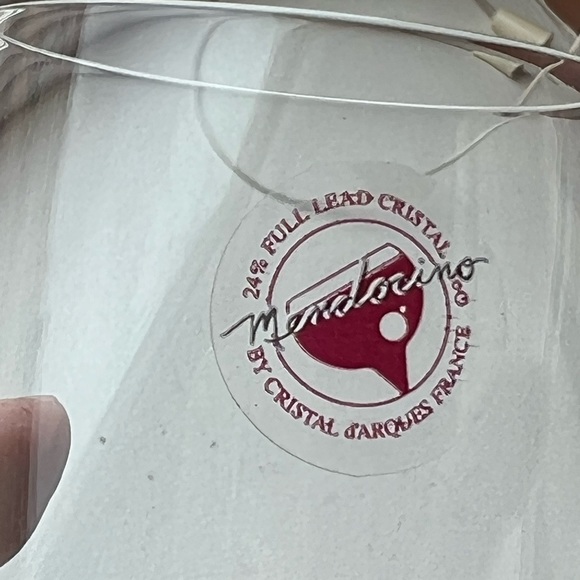 24% FULL LEAD CRISTAL
Mendocino
BY CRISTAL d'ARQUES FRANCE